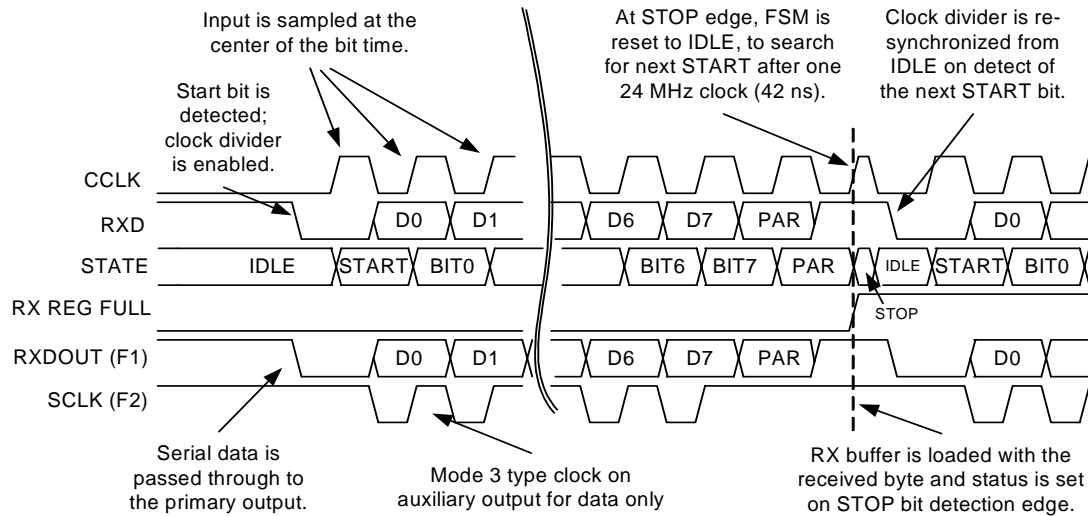 Input is sampled at the
center of the bit time.
At STOP edge, FSM is
reset to IDLE, to search
for next START after one
24 MHz clock (42 ns).
Clock divider is re-
synchronized from
IDLE on detect of
the next START bit.
Start bit is
detected;
clock divider
is enabled.
CCLK
RXD D0 D1 D6 D7 PAR D0
STATE IDLE START BIT0 BIT6 BIT7 PAR IDLE START BIT0
STOP
RX REG FULL
RXDOUT (F1) D0 D1 D6 D7 PAR D0
SCLK (F2)
Serial data is
passed through to
the primary output.
Mode 3 type clock on
auxiliary output for data only
RX buffer is loaded with the
received byte and status is set
on STOP bit detection edge.